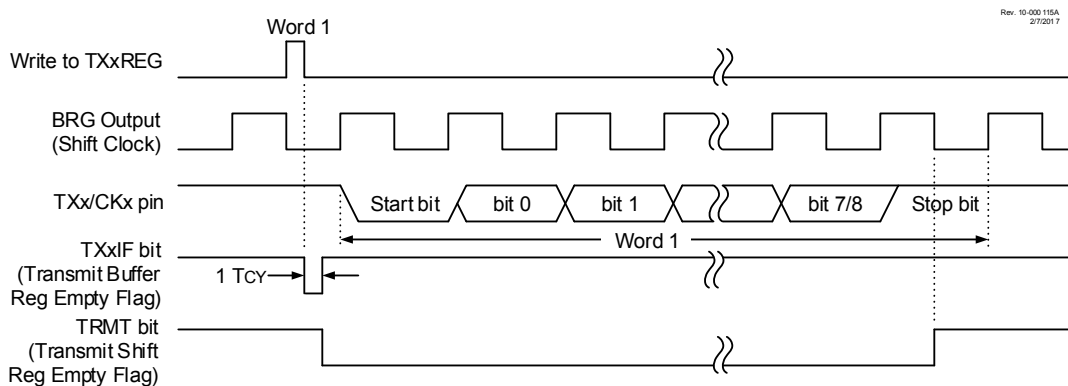 Rev. 10-000 115A
2/7/201 7
Word 1
Write to TXxREG
BRG Output
(Shift Clock)
TXx/CKx pin
Start bit
bit 0
bit 1
bit 7/8
Stop bit
Word 1
TXxIF bit
(Transmit Buffer
Reg Empty Flag)
1 TCY
TRMT bit
(Transmit Shift
Reg Empty Flag)